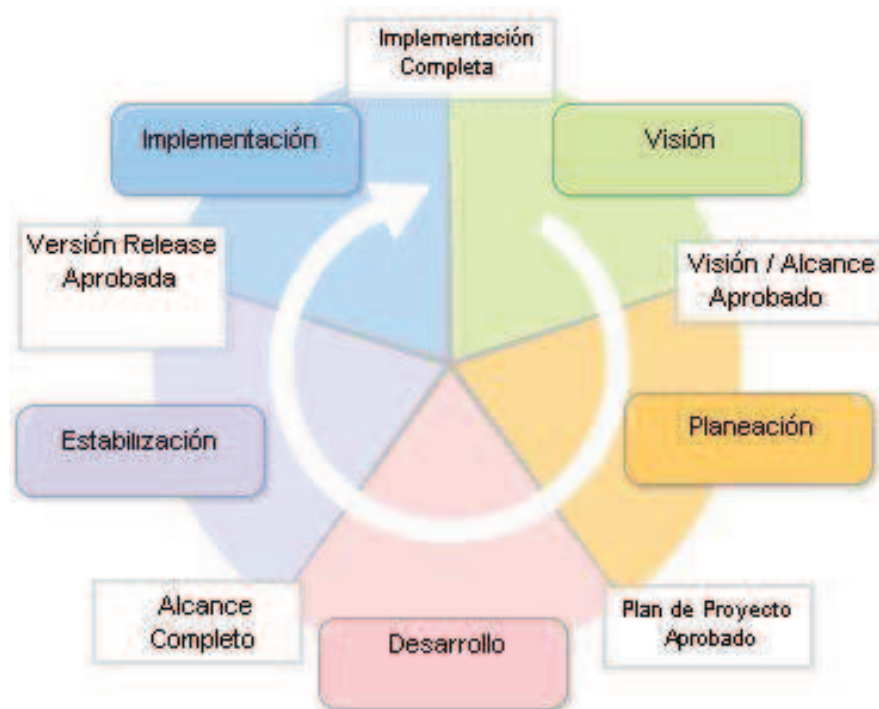 Implementación
Completa
Implementación
Visión
Versión Release
Aprobada
Visión / Alcance
Aprobado
Estabilización
Planeación
Alcance
Completo
Desarrollo
Plan de Proyecto
Aprobado